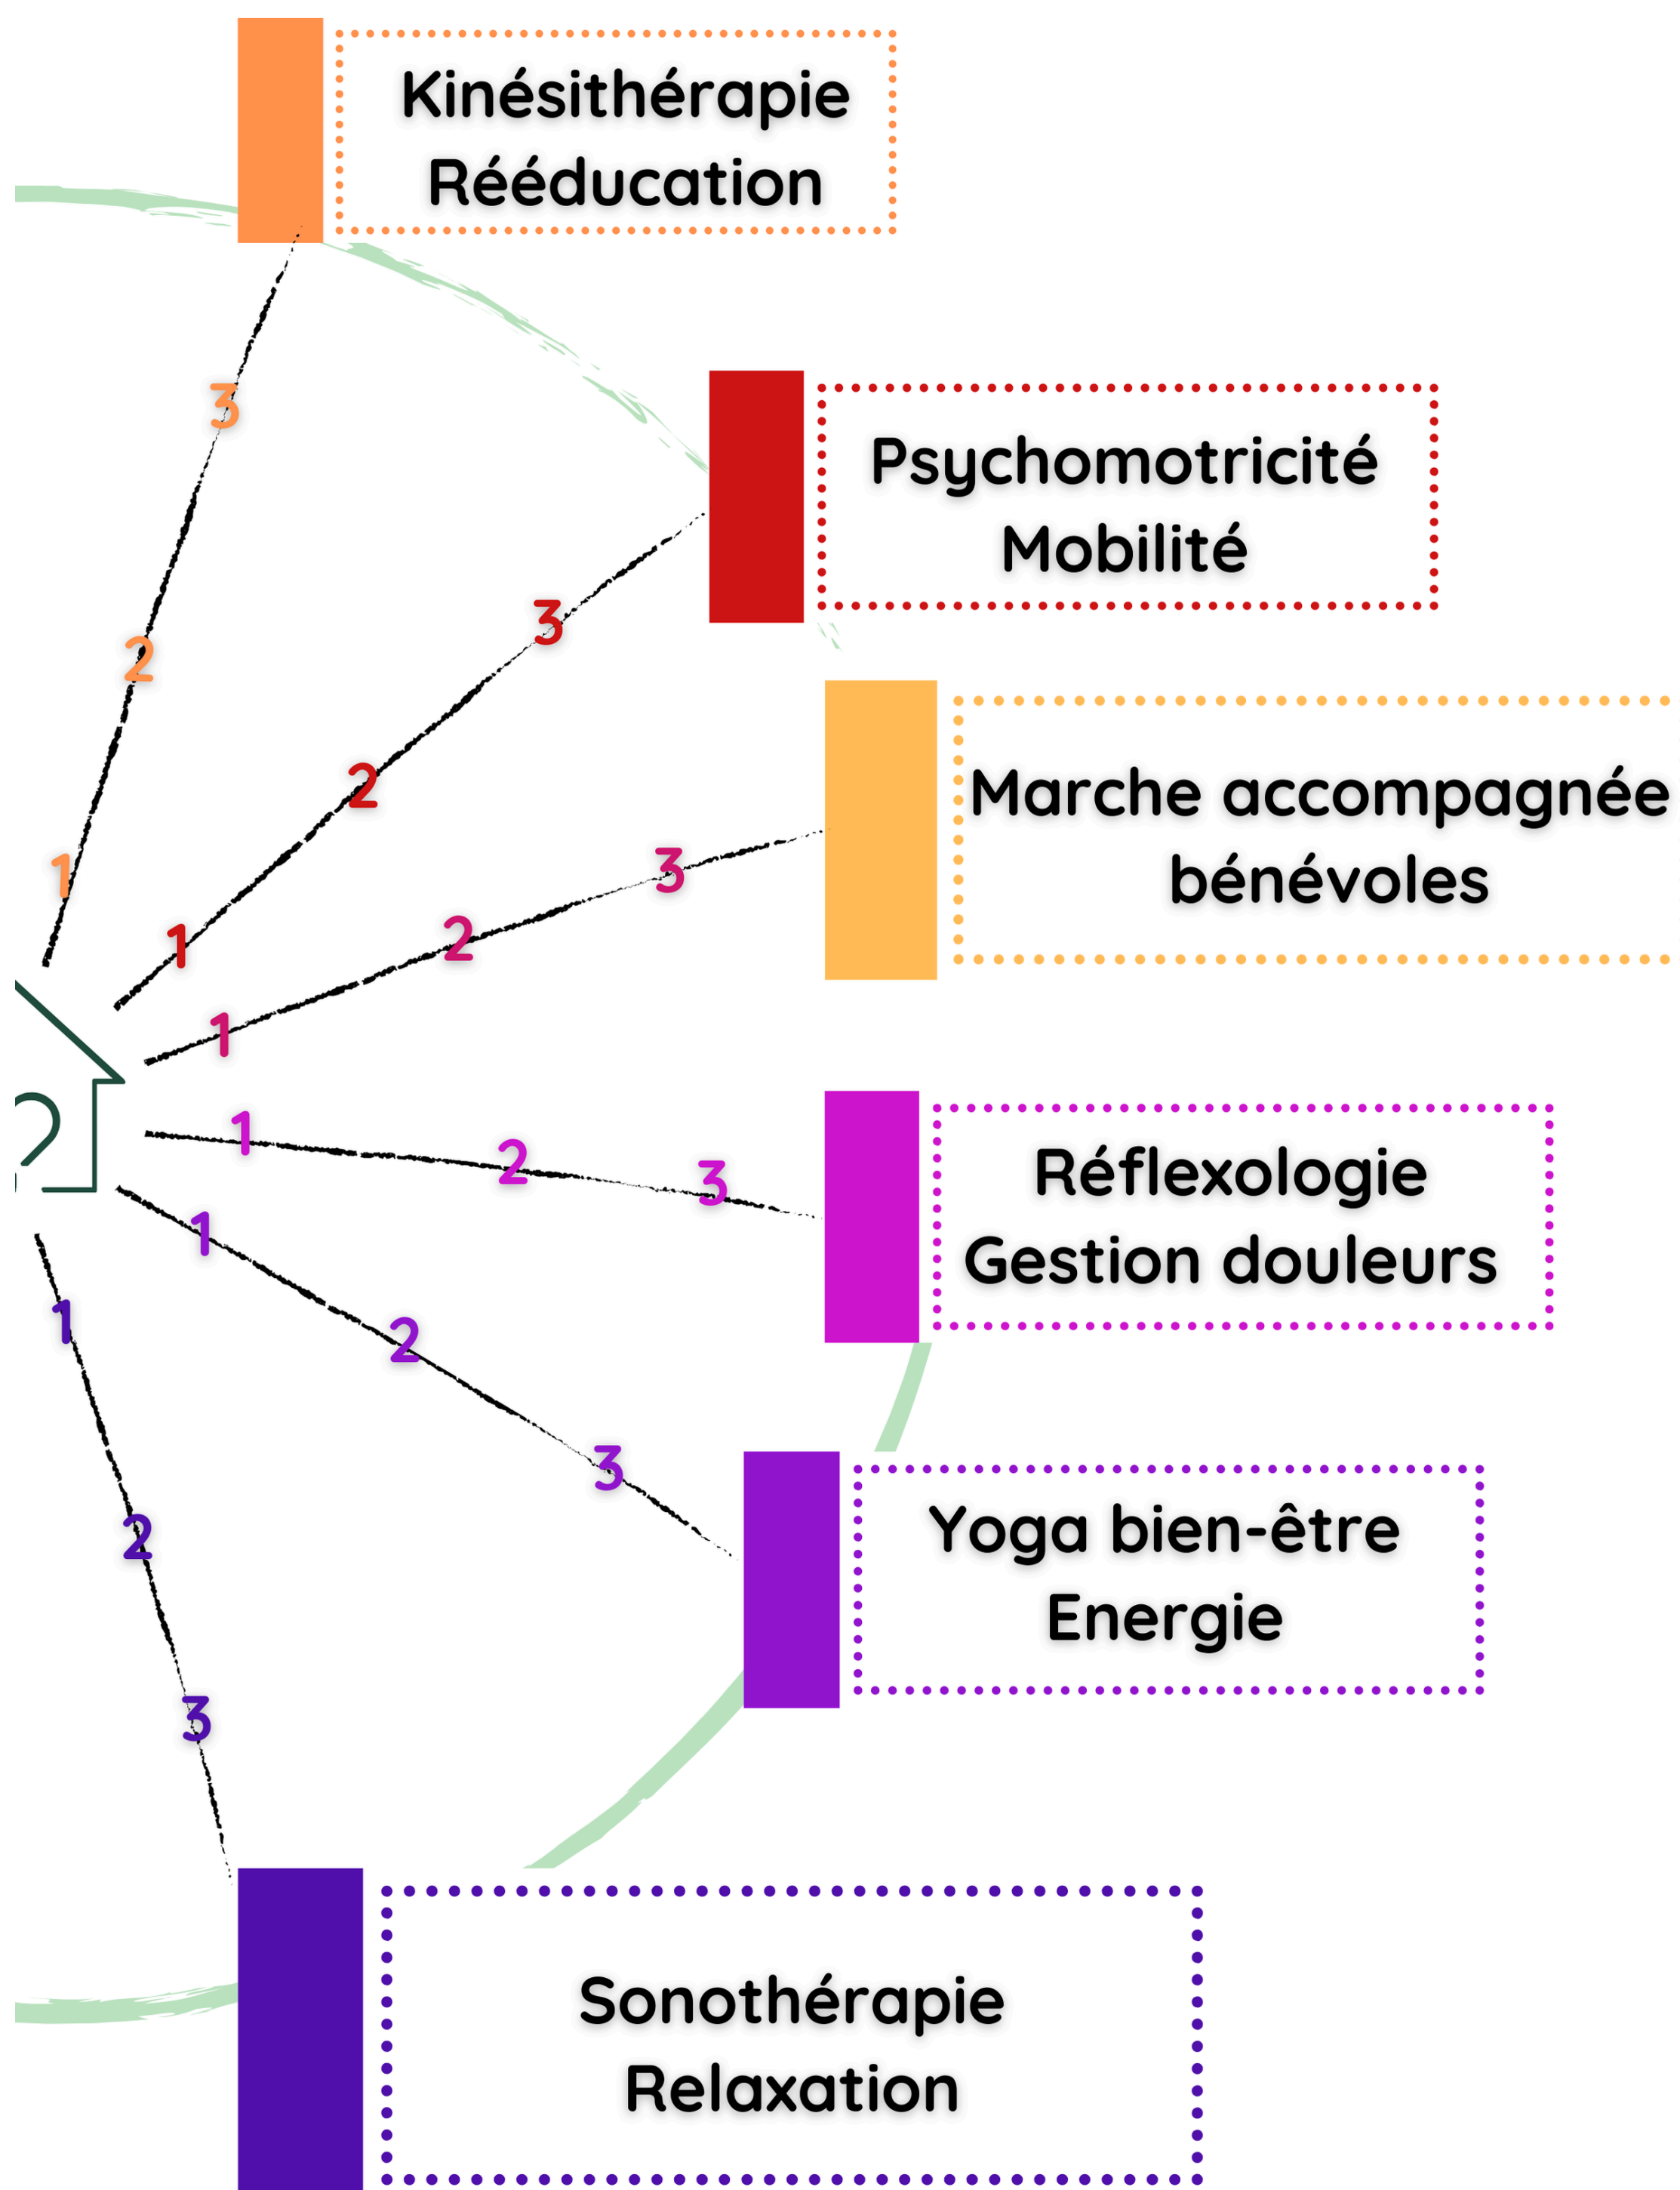 Kinésithérapie
Rééducation
3
2
1
Psychomotricité
Mobilité
3
2
1
Marche accompagnée
bénévoles
3
2
1
Réflexologie
Gestion douleurs
1
2
3
Yoga bien-être
Energie
1
2
3
Sonothérapie
Relaxation
1
2
3